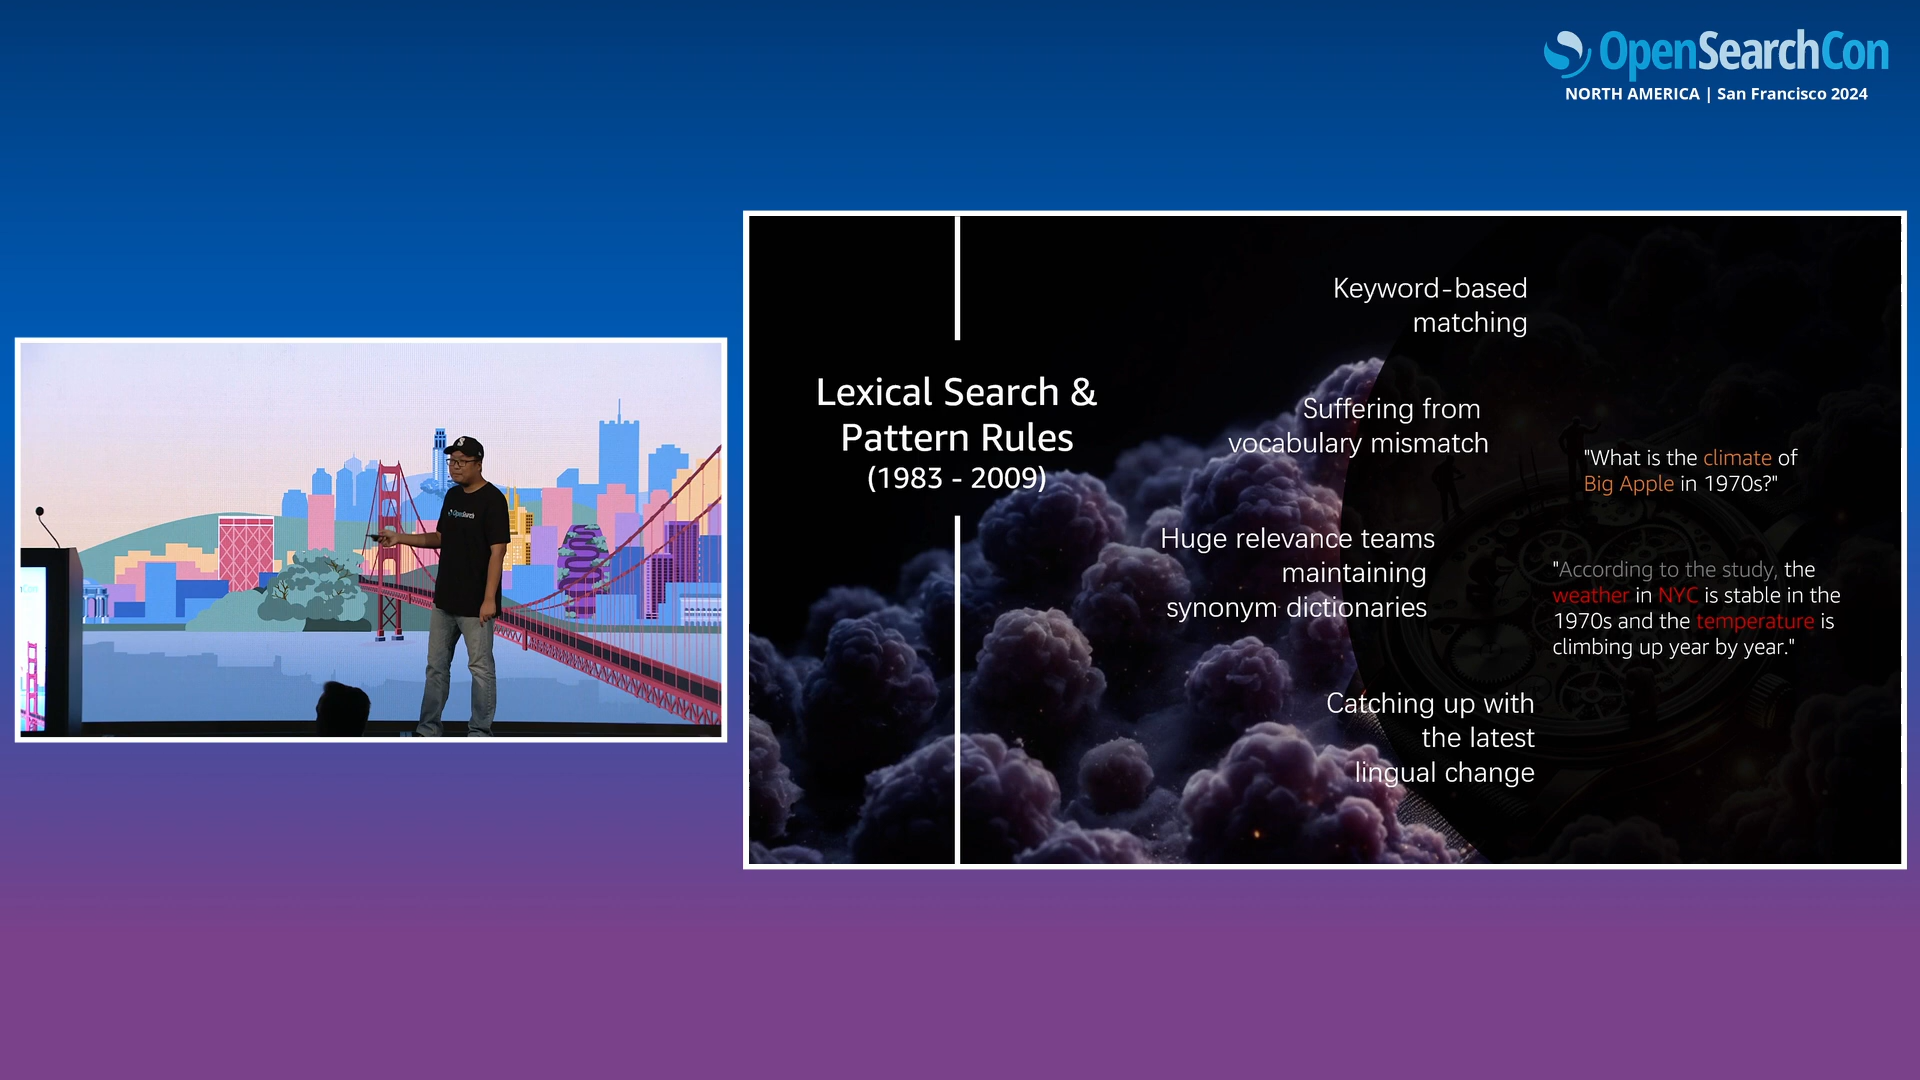 OpenSearchCon
NORTH AMERICA | San Francisco 2024
Lexical Search &
Pattern Rules
(1983 - 2009)
Keyword-based
matching
Suffering from
vocabulary mismatch
Huge relevance teams
maintaining
synonym dictionaries
Catching up with
the latest
lingual change
"What is the climate of
Big Apple in 1970s?"
"According to the study, the
weather in NYC is stable in the
1970s and the temperature is
climbing up year by year."
OpenSearch